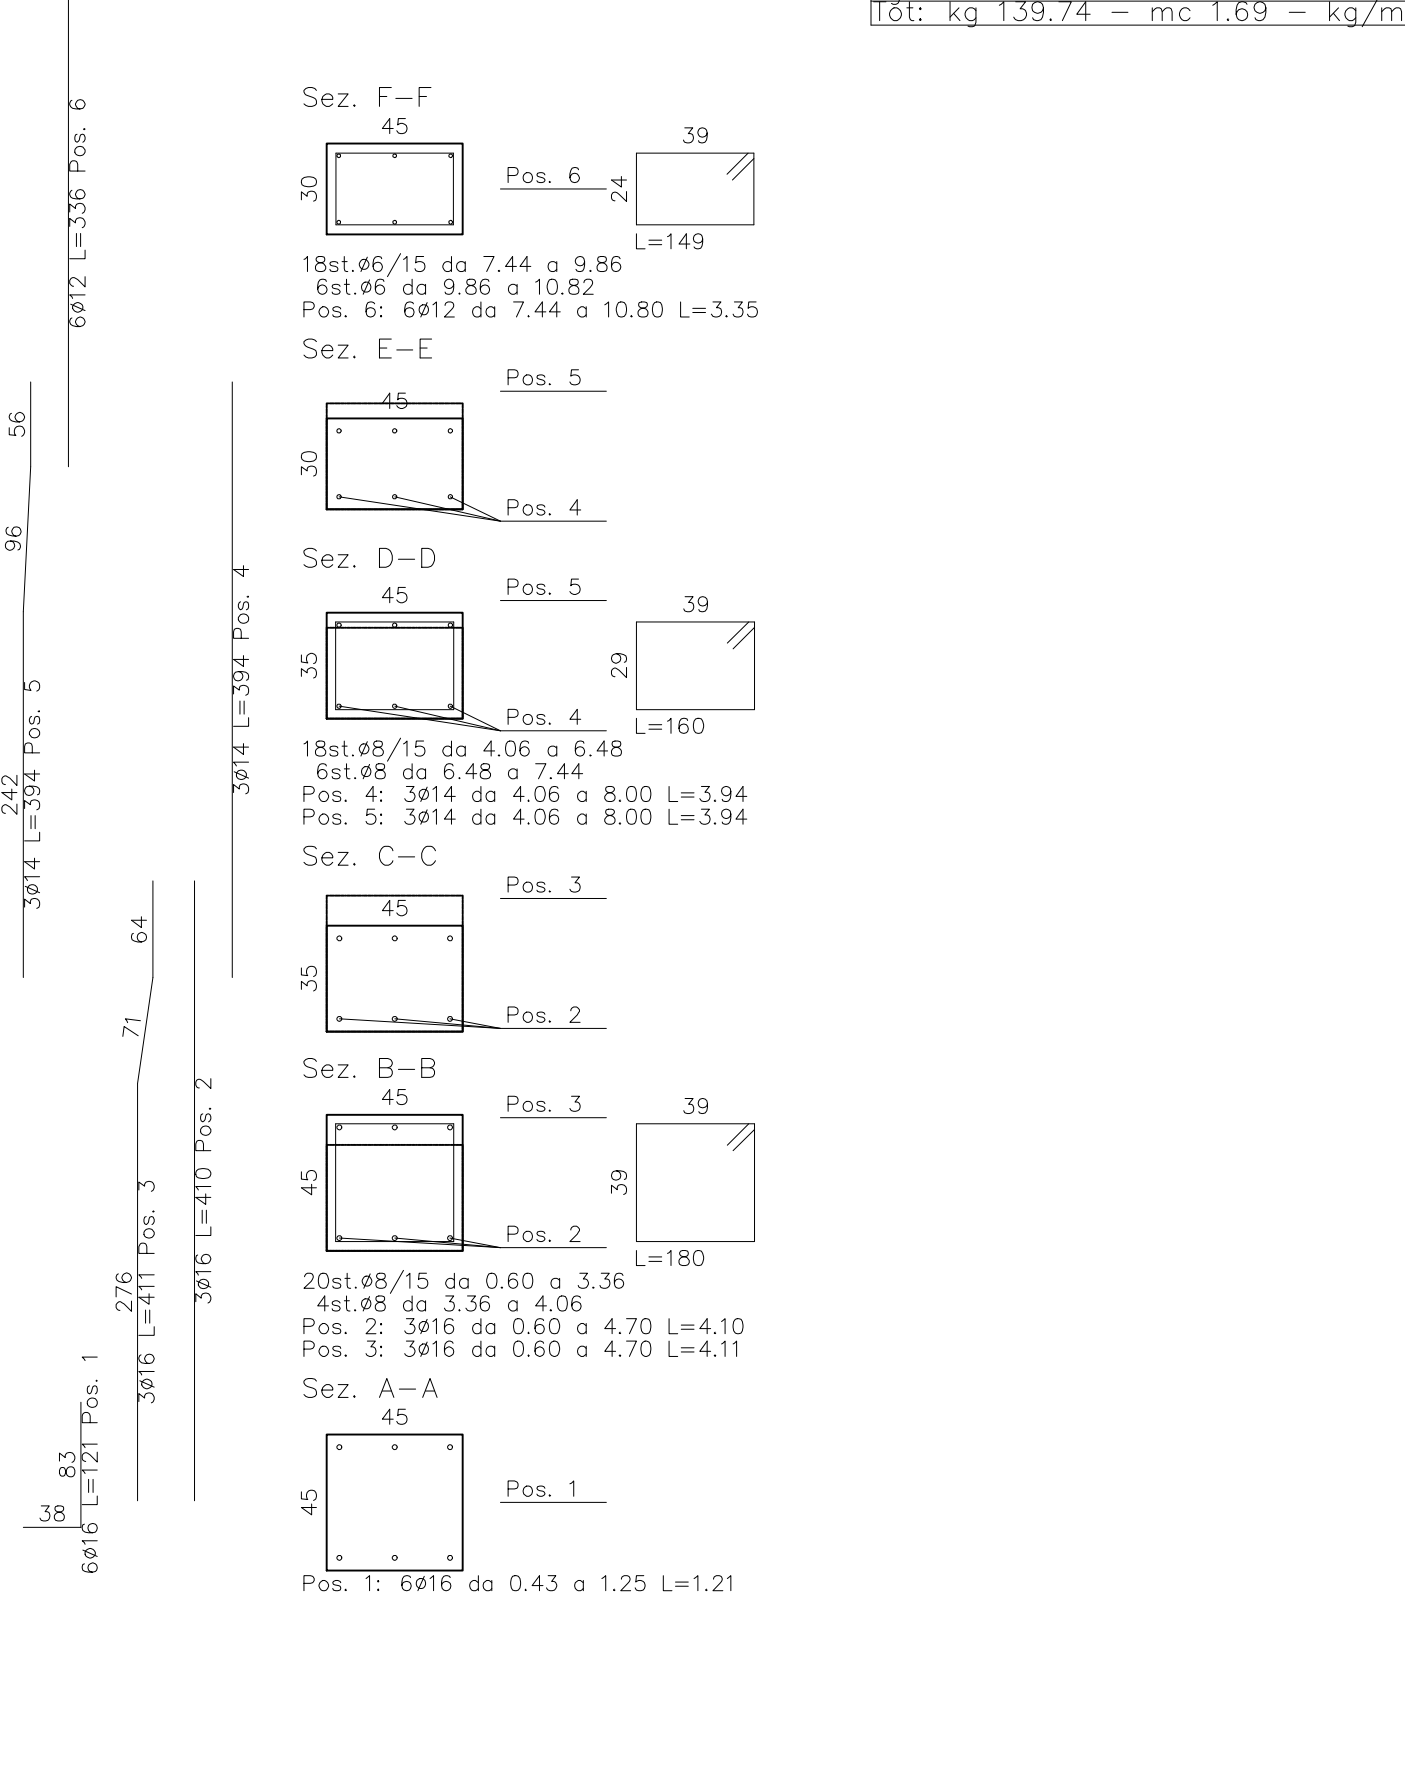 Tot: kg 139.74 – mc 1.69 – kg/m
Sez. F–F
45
30
Pos. 6
39
24
L=149
18st.ø6/15 da 7.44 a 9.86
6st.ø6 da 9.86 a 10.82
Pos. 6: 6ø12 da 7.44 a 10.80 L=3.35
Sez. E–E
45
30
Pos. 5
Pos. 4
Sez. D–D
45
35
Pos. 5
Pos. 4
39
29
L=160
18st.ø8/15 da 4.06 a 6.48
6st.ø8 da 6.48 a 7.44
Pos. 4: 3ø14 da 4.06 a 8.00 L=3.94
Pos. 5: 3ø14 da 4.06 a 8.00 L=3.94
Sez. C–C
45
35
Pos. 3
Pos. 2
Sez. B–B
45
45
Pos. 3
Pos. 2
39
39
L=180
20st.ø8/15 da 0.60 a 3.36
4st.ø8 da 3.36 a 4.06
Pos. 2: 3ø16 da 0.60 a 4.70 L=4.10
Pos. 3: 3ø16 da 0.60 a 4.70 L=4.11
Sez. A–A
45
45
Pos. 1
Pos. 1: 6ø16 da 0.43 a 1.25 L=1.21
6ø12 L=336 Pos. 6
56
96
242
3ø14 L=394 Pos. 5
3ø14 L=394 Pos. 4
64
71
276
3ø16 L=411 Pos. 3
3ø16 L=410 Pos. 2
83
38
6ø16 L=121 Pos. 1